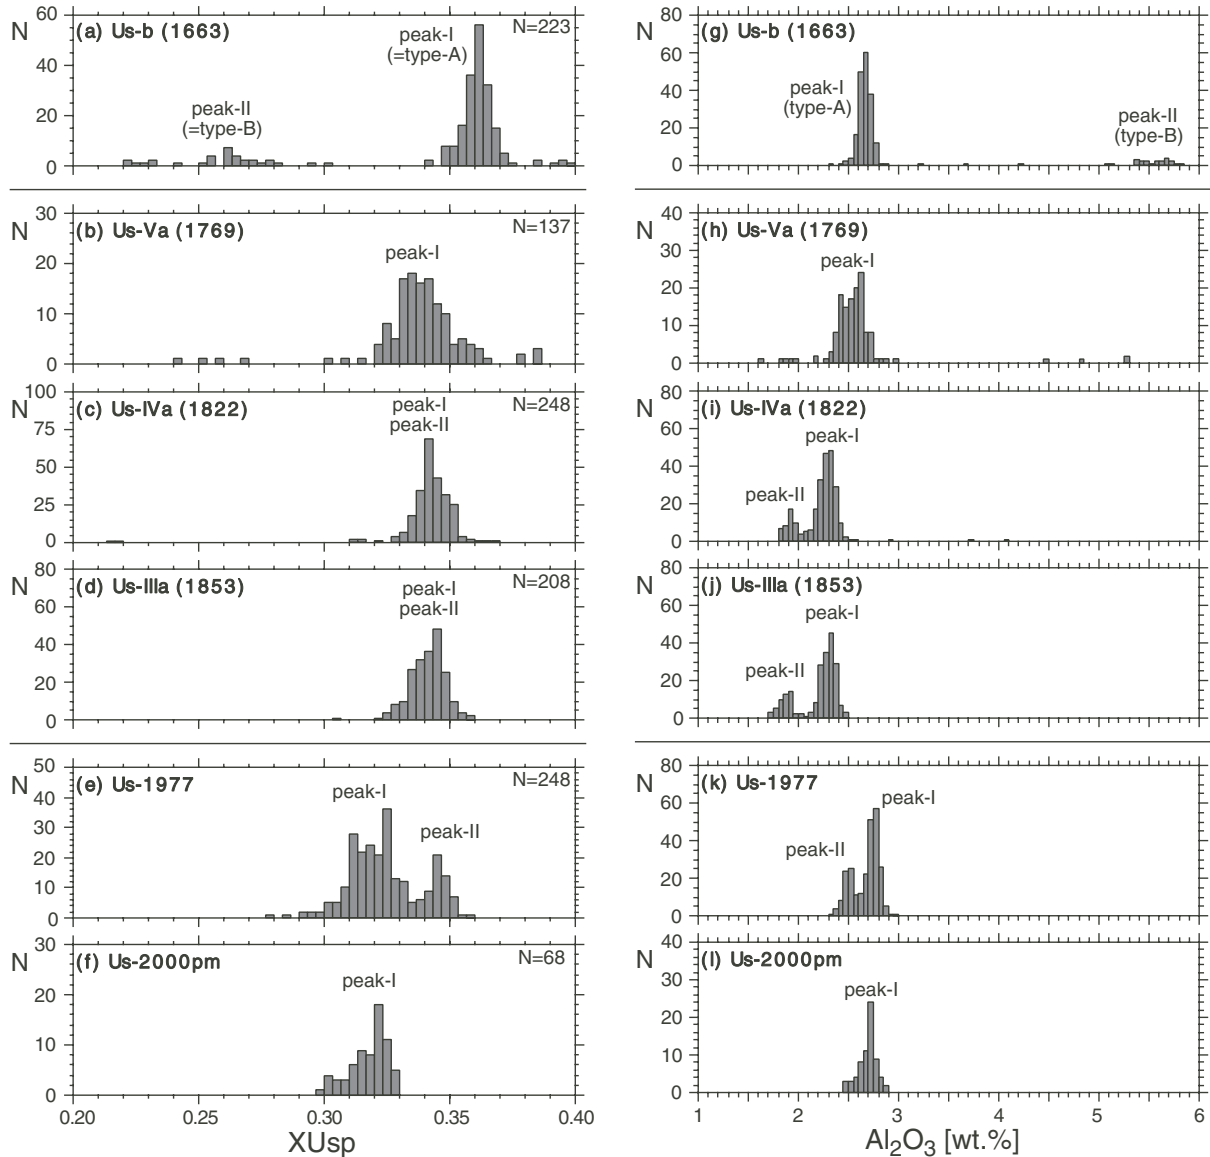 N
60
40
20
0
(a) Us-b (1663)
N=223
peak-I
(=type-A)
peak-II
(=type-B)
N
30
20
10
0
(b) Us-Va (1769)
N=137
peak-I
N
100
75
50
25
0
(c) Us-IVa (1822)
N=248
peak-I
peak-II
N
80
60
40
20
0
(d) Us-IIIa (1853)
N=208
peak-I
peak-II
N
50
40
30
20
10
0
(e) Us-1977
N=248
peak-I
peak-II
N
30
20
10
0
(f) Us-2000pm
N=68
peak-I
0.20 0.25 0.30 0.35 0.40
XUsp
N
80
60
40
20
0
(g) Us-b (1663)
peak-I
(type-A)
peak-II
(type-B)
N
40
30
20
10
0
(h) Us-Va (1769)
peak-I
N
80
60
40
20
0
(i) Us-IVa (1822)
peak-I
peak-II
N
80
60
40
20
0
(j) Us-IIIa (1853)
peak-I
peak-II
N
80
60
40
20
0
(k) Us-1977
peak-I
peak-II
N
40
30
20
10
0
(l) Us-2000pm
peak-I
1 2 3 4 5 6
Al₂O₃ [wt.%]